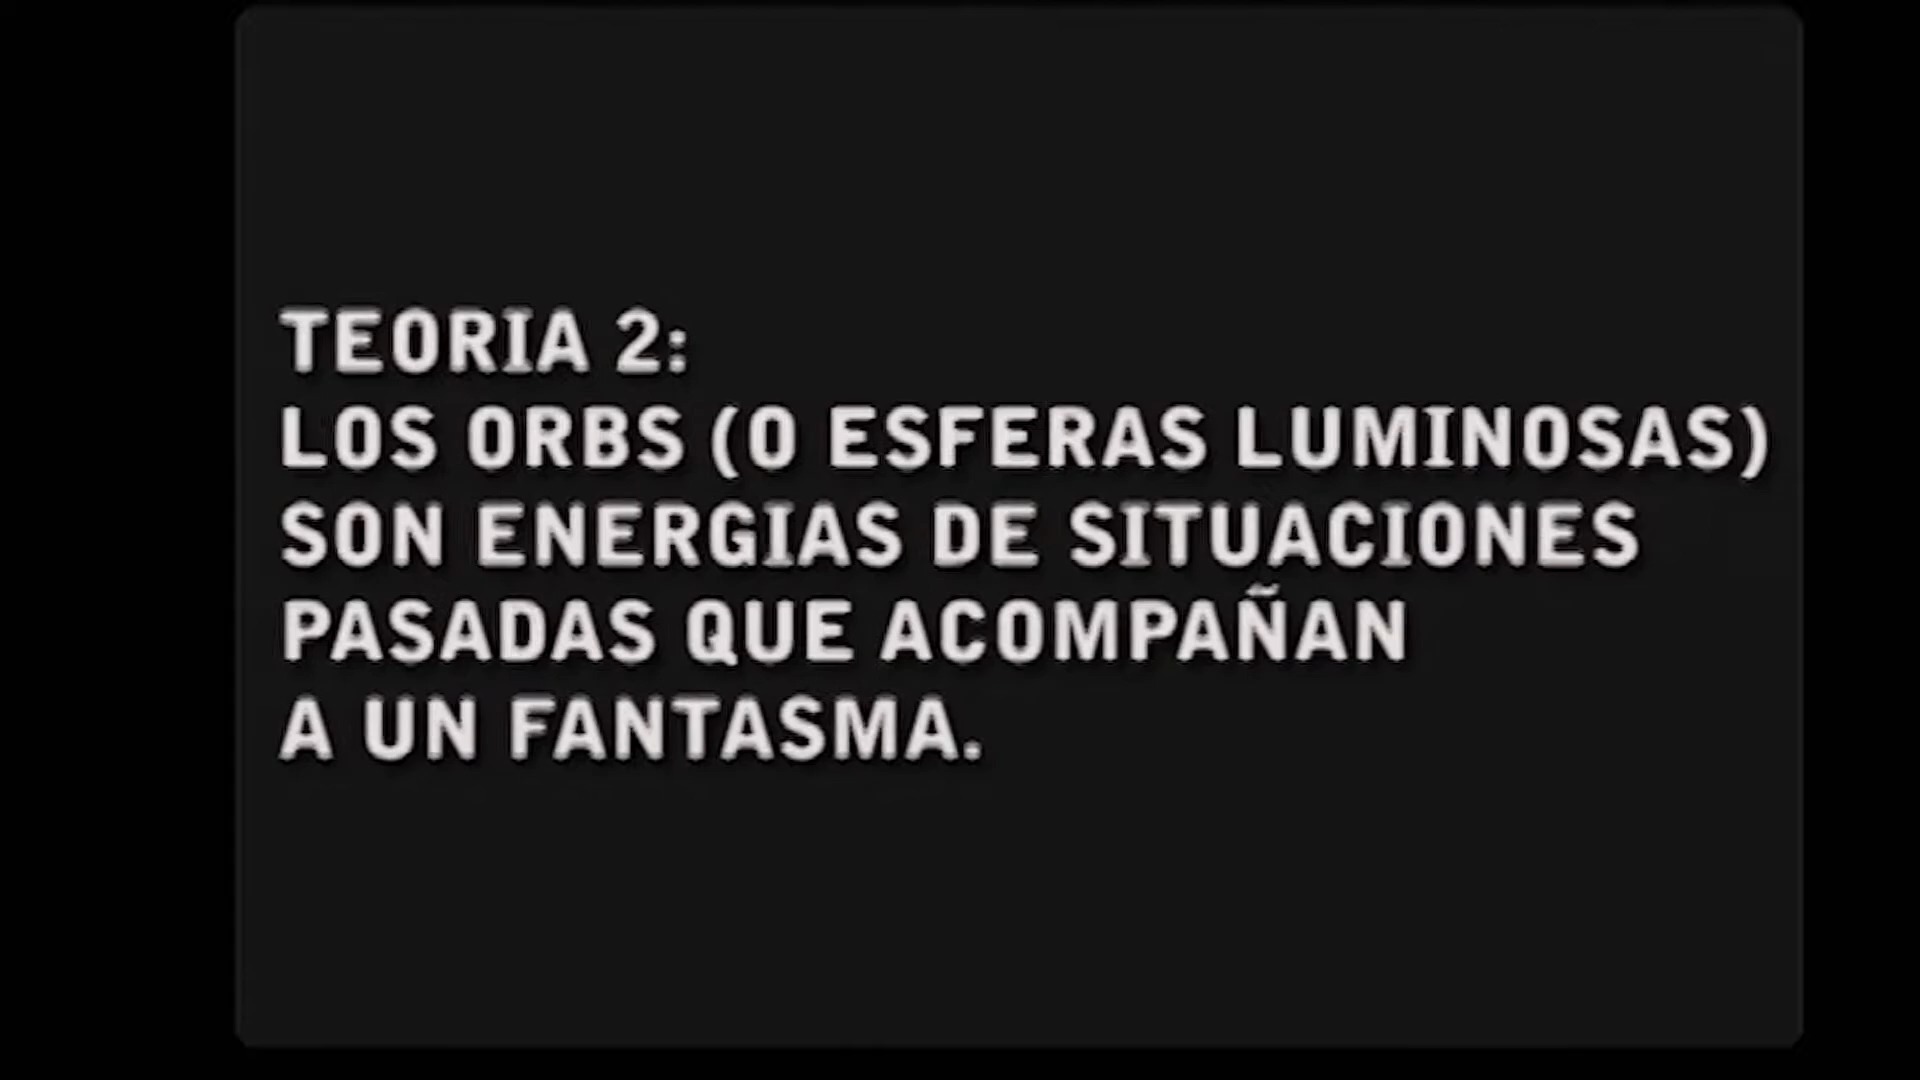 TEORIA 2:
LOS ORBS (O ESFERAS LUMINOSAS)
SON ENERGIAS DE SITUACIONES
PASADAS QUE ACOMPAÑAN
A UN FANTASMA.